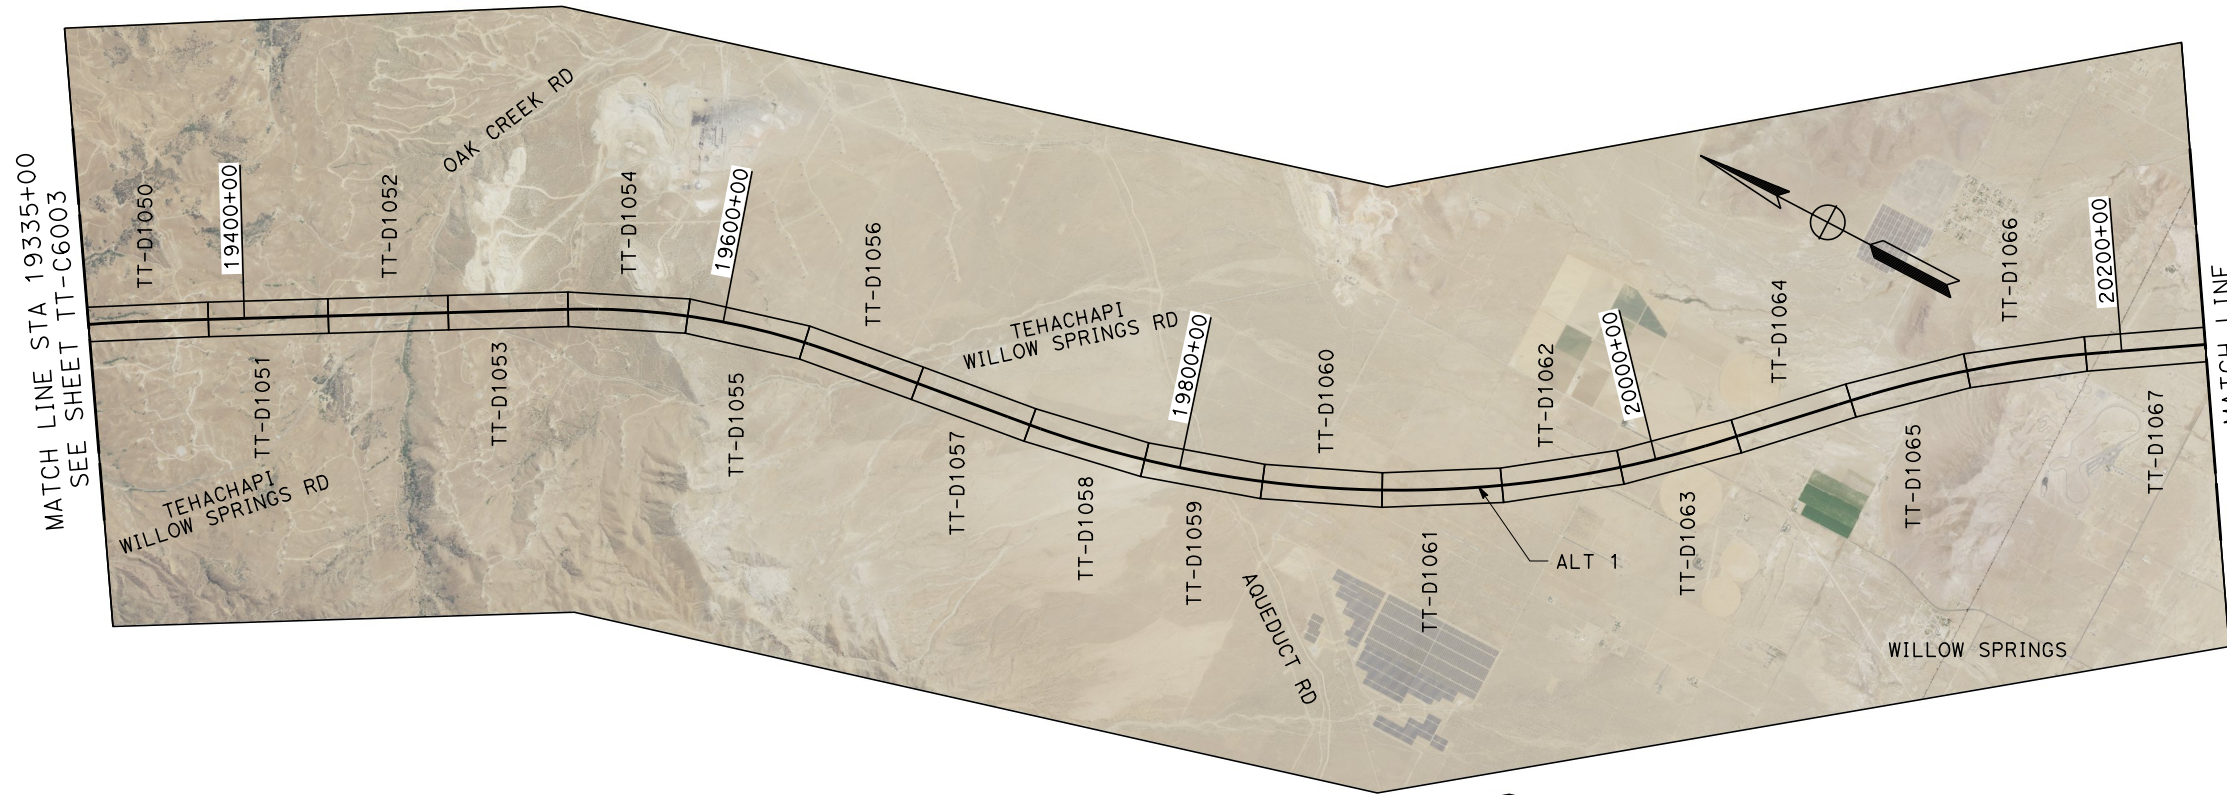 MATCH LINE STA 19335+00
SEE SHEET TT-C6003
TT-D1050
19400+00
TT-D1051
TEHACHAPI
WILLOW SPRINGS RD
TT-D1052
OAK CREEK RD
TT-D1053
TT-D1054
19600+00
TT-D1055
TT-D1056
TEHACHAPI
WILLOW SPRINGS RD
TT-D1057
TT-D1058
19800+00
TT-D1059
AQUEDUCT RD
TT-D1060
TT-D1061
ALT 1
TT-D1062
20000+00
TT-D1063
TT-D1064
TT-D1065
TT-D1066
WILLOW SPRINGS
20200+00
TT-D1067
MATCH LINE